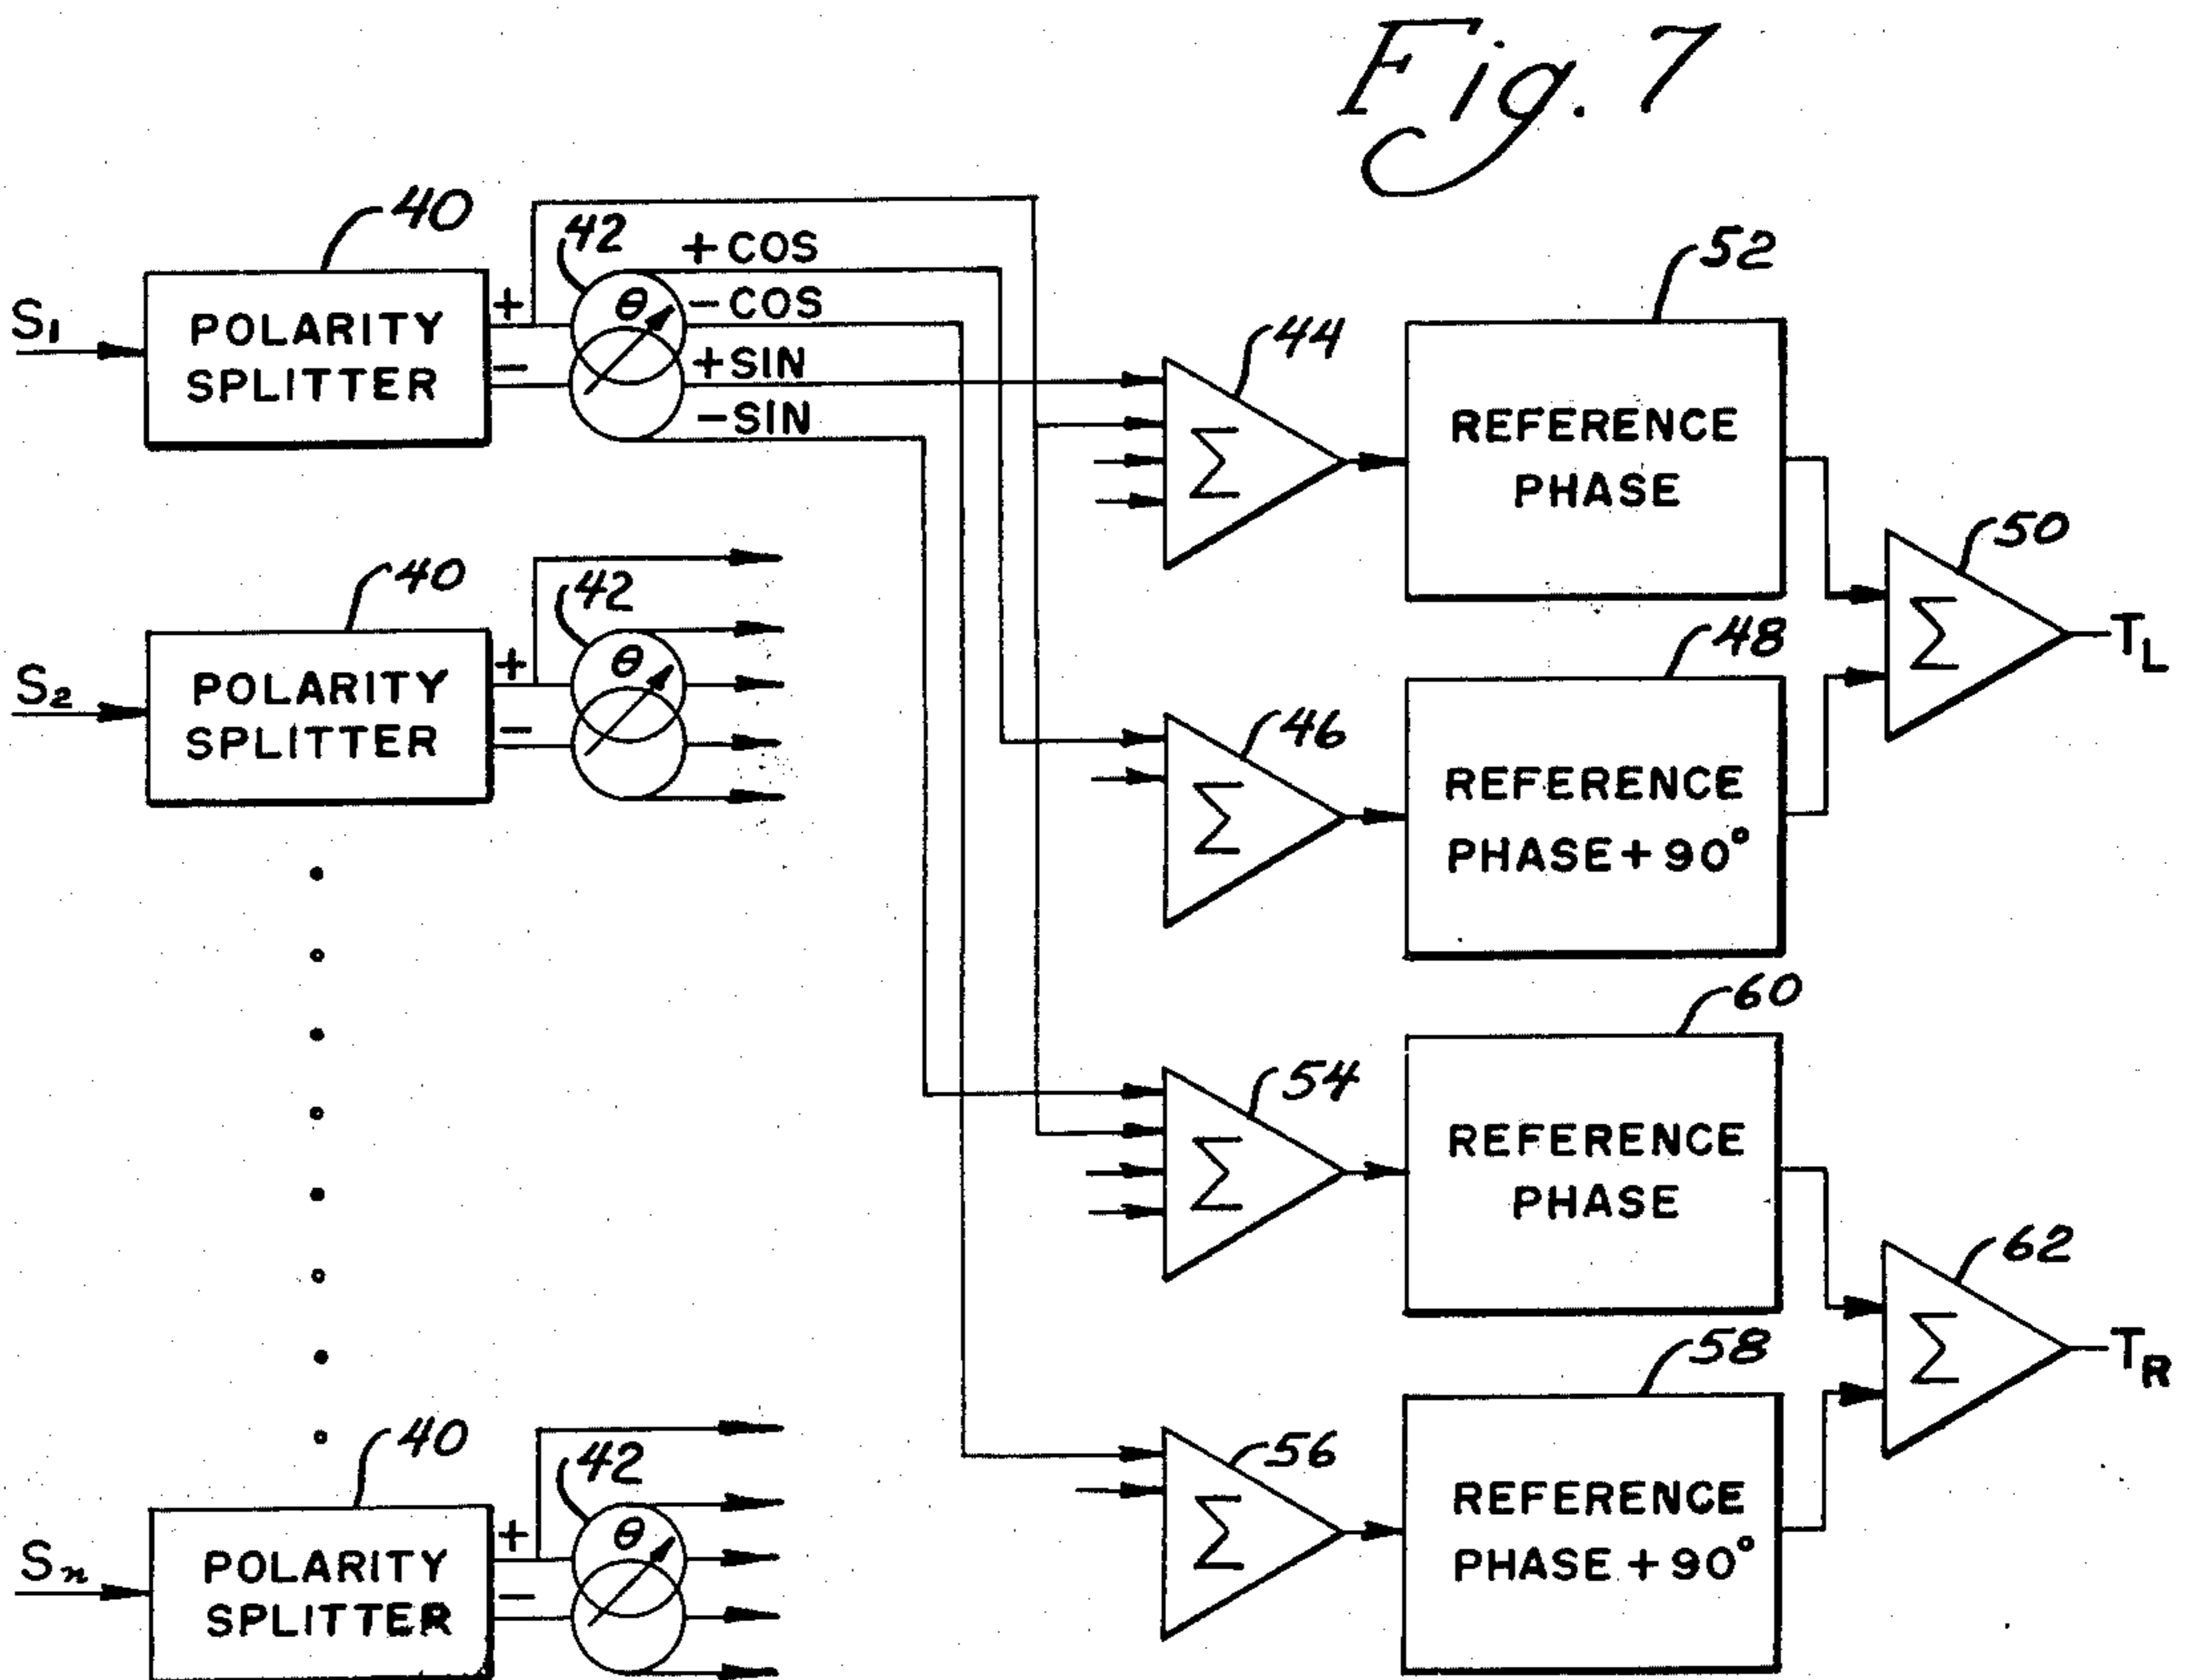 Fig. 7
40
42
+ COS
- COS
+ SIN
- SIN
S1
POLARITY
SPLITTER
+
-
θ
44
Σ
52
REFERENCE
PHASE
50
Σ
TL
40
42
S2
POLARITY
SPLITTER
+
-
θ
46
Σ
48
REFERENCE
PHASE + 90°
54
Σ
60
REFERENCE
PHASE
62
Σ
TR
40
42
Sn
POLARITY
SPLITTER
+
-
θ
56
Σ
58
REFERENCE
PHASE + 90°